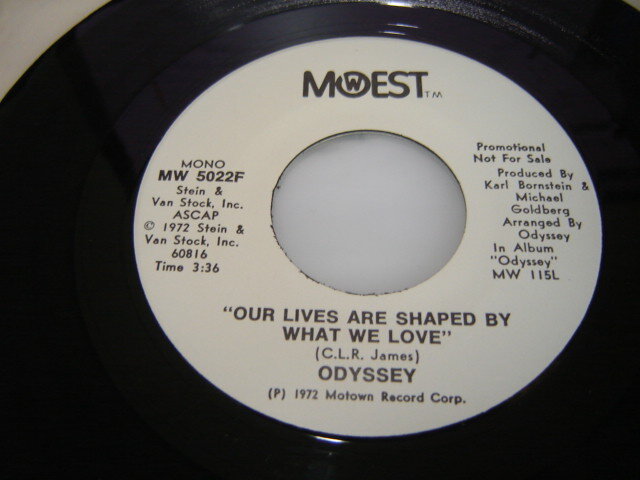 MOWEST TM
MONO
MW 5022F
Stein &
Van Stock, Inc.
ASCAP
© 1972 Stein &
Van Stock, Inc.
60816
Time 3:36
Promotional
Not For Sale
Produced By
Karl Bornstein &
Michael
Goldberg
Arranged By
Odyssey
In Album
"Odyssey"
MW 115L
"OUR LIVES ARE SHAPED BY
WHAT WE LOVE"
(C.L.R. James)
ODYSSEY
(P) 1972 Motown Record Corp.